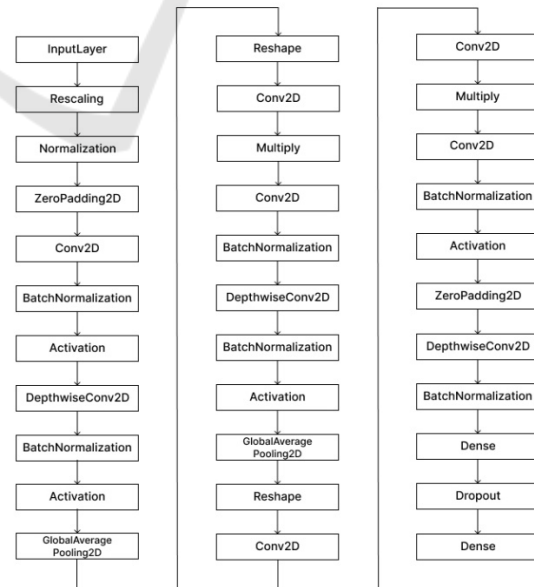 InputLayer
Rescaling
Normalization
ZeroPadding2D
Conv2D
BatchNormalization
Activation
DepthwiseConv2D
BatchNormalization
Activation
GlobalAverage
Pooling2D
Reshape
Conv2D
Multiply
Conv2D
BatchNormalization
DepthwiseConv2D
BatchNormalization
Activation
GlobalAverage
Pooling2D
Reshape
Conv2D
Conv2D
Multiply
Conv2D
BatchNormalization
Activation
ZeroPadding2D
DepthwiseConv2D
BatchNormalization
Dense
Dropout
Dense